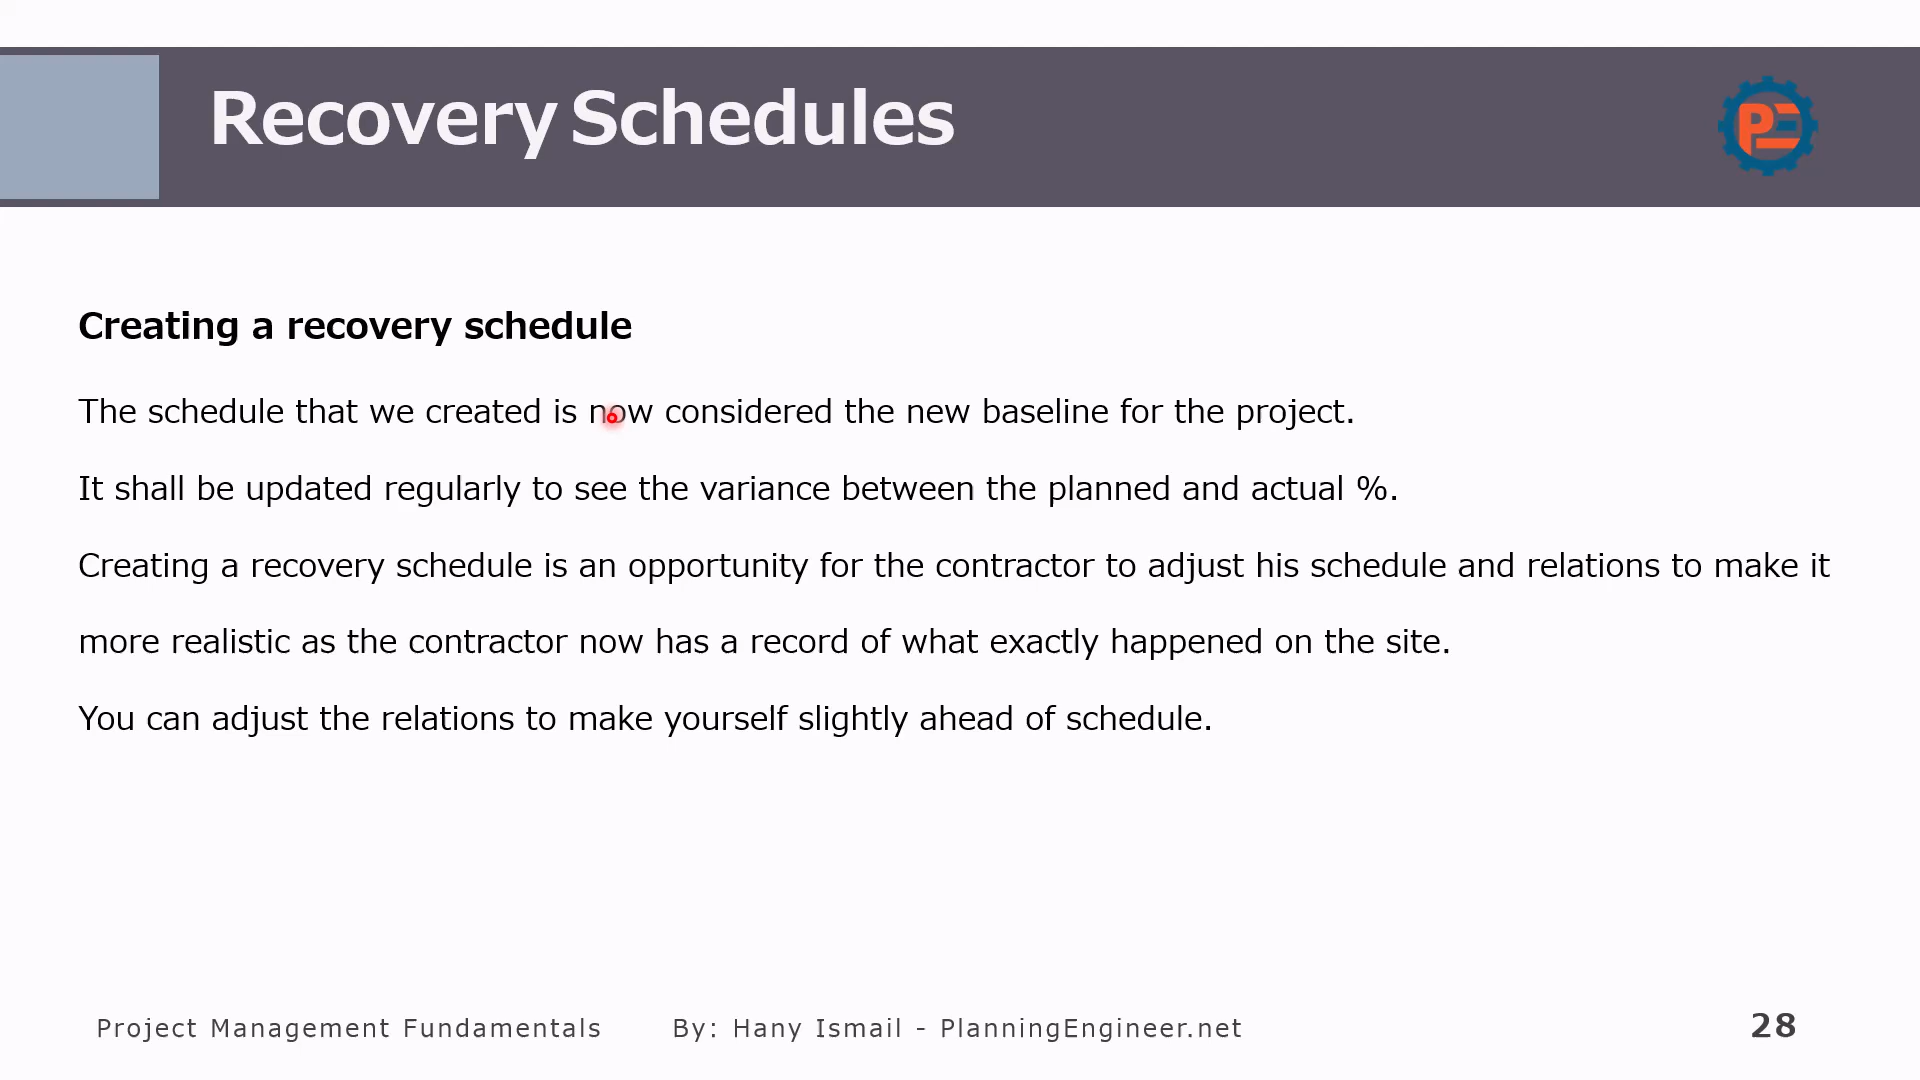 Recovery Schedules
PE
Creating a recovery schedule
The schedule that we created is now considered the new baseline for the project.
It shall be updated regularly to see the variance between the planned and actual %.
Creating a recovery schedule is an opportunity for the contractor to adjust his schedule and relations to make it
more realistic as the contractor now has a record of what exactly happened on the site.
You can adjust the relations to make yourself slightly ahead of schedule.
Project Management Fundamentals By: Hany Ismail - PlanningEngineer.net 28